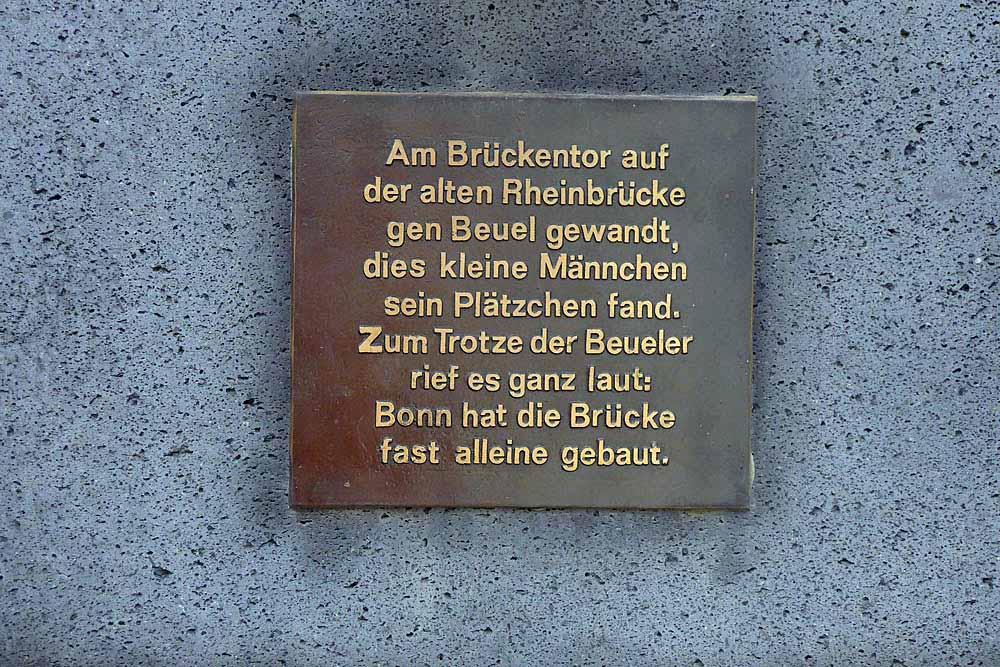 Am Brückentor auf
der alten Rheinbrücke
gen Beuel gewandt,
dies kleine Männchen
sein Plätzchen fand.
Zum Trotze der Beueler
rief es ganz laut:
Bonn hat die Brücke
fast alleine gebaut.